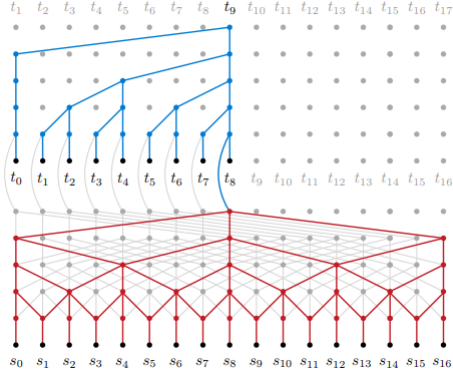 t₁ t₂ t₃ t₄ t₅ t₆ t₇ t₈ t₉ t₁₀ t₁₁ t₁₂ t₁₃ t₁₄ t₁₅ t₁₆ t₁₇
t₀ t₁ t₂ t₃ t₄ t₅ t₆ t₇ t₈ t₉ t₁₀ t₁₁ t₁₂ t₁₃ t₁₄ t₁₅ t₁₆
s₀ s₁ s₂ s₃ s₄ s₅ s₆ s₇ s₈ s₉ s₁₀ s₁₁ s₁₂ s₁₃ s₁₄ s₁₅ s₁₆